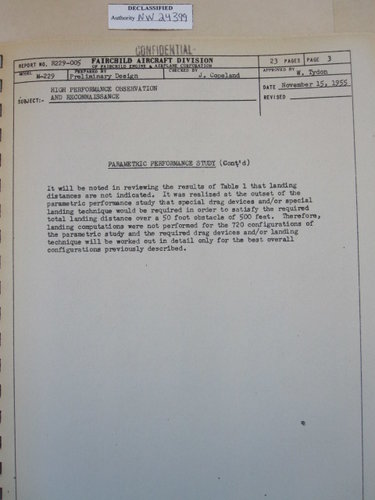 DECLASSIFIED
Authority NW 24399
CONFIDENTIAL
REPORT NO. R229-005 FAIRCHILD AIRCRAFT DIVISION 23 PAGES PAGE 3
OF FAIRCHILD ENGINE & AIRPLANE CORPORATION
MODEL M-229 PREPARED BY Preliminary Design CHECKED BY J. Copeland APPROVED BY W. Tydon
SUBJECT:- HIGH PERFORMANCE OBSERVATION DATE November 15, 1955
AND RECONNAISSANCE REVISED
PARAMETRIC PERFORMANCE STUDY (Cont'd)
It will be noted in reviewing the results of Table 1 that landing
distances are not indicated. It was realized at the outset of the
parametric performance study that special drag devices and/or special
landing technique would be required in order to satisfy the required
total landing distance over a 50 foot obstacle of 500 feet. Therefore,
landing computations were not performed for the 720 configurations of
the parametric study and the required drag devices and/or landing
technique will be worked out in detail only for the best overall
configurations previously described.